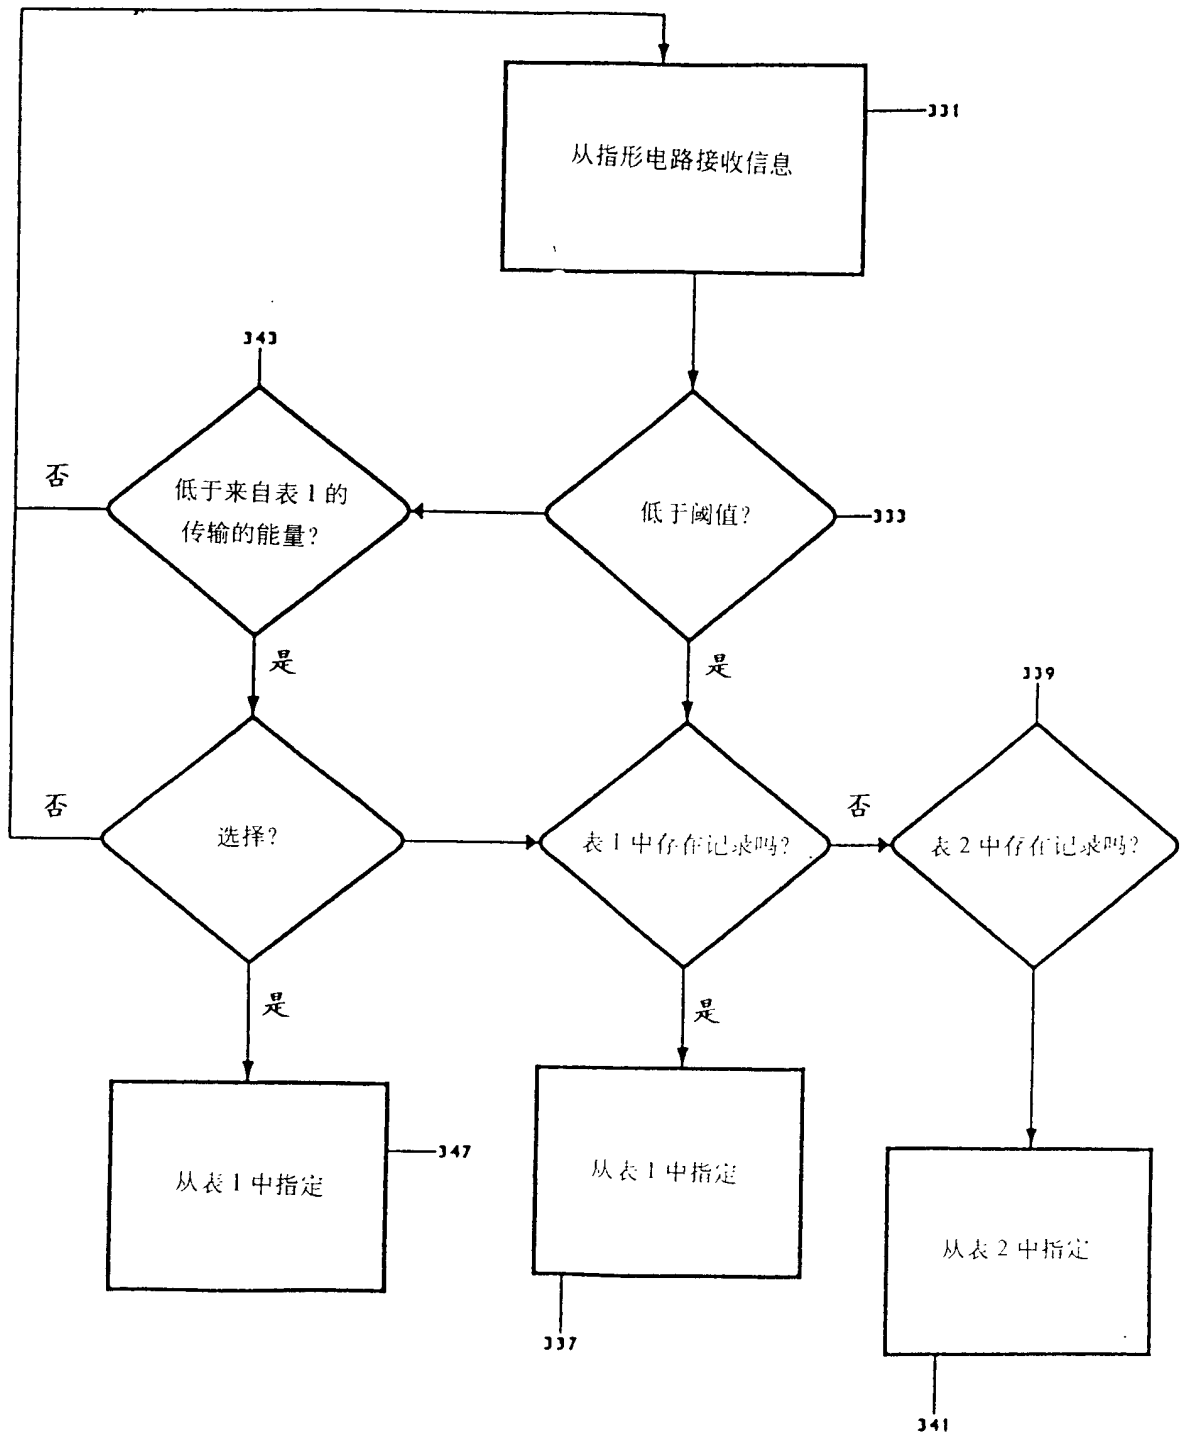 331
从指形电路接收信息
343
否
低于来自表1的
传输的能量?
低于阈值?
333
是
是
339
否
选择?
表1中存在记录吗?
否
表2中存在记录吗?
是
是
347
从表1中指定
从表1中指定
从表2中指定
337
341